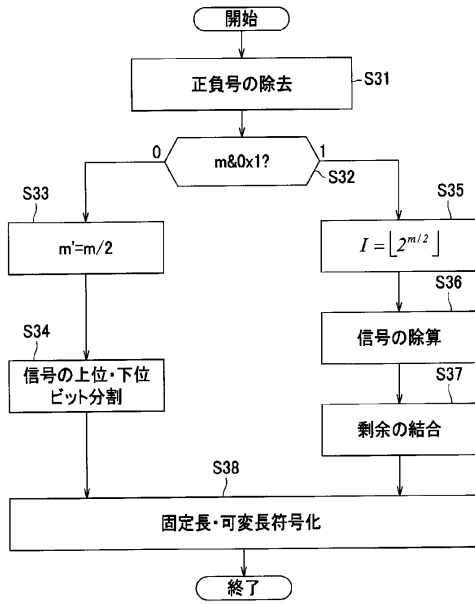 開始
正負号の除去
S31
m&0x1?
0
1
S32
S33
m'=m/2
S35
I = ⌊2^{m/2}⌋
S34
信号の上位・下位
ビット分割
S36
信号の除算
S37
剰余の結合
S38
固定長・可変長符号化
終了